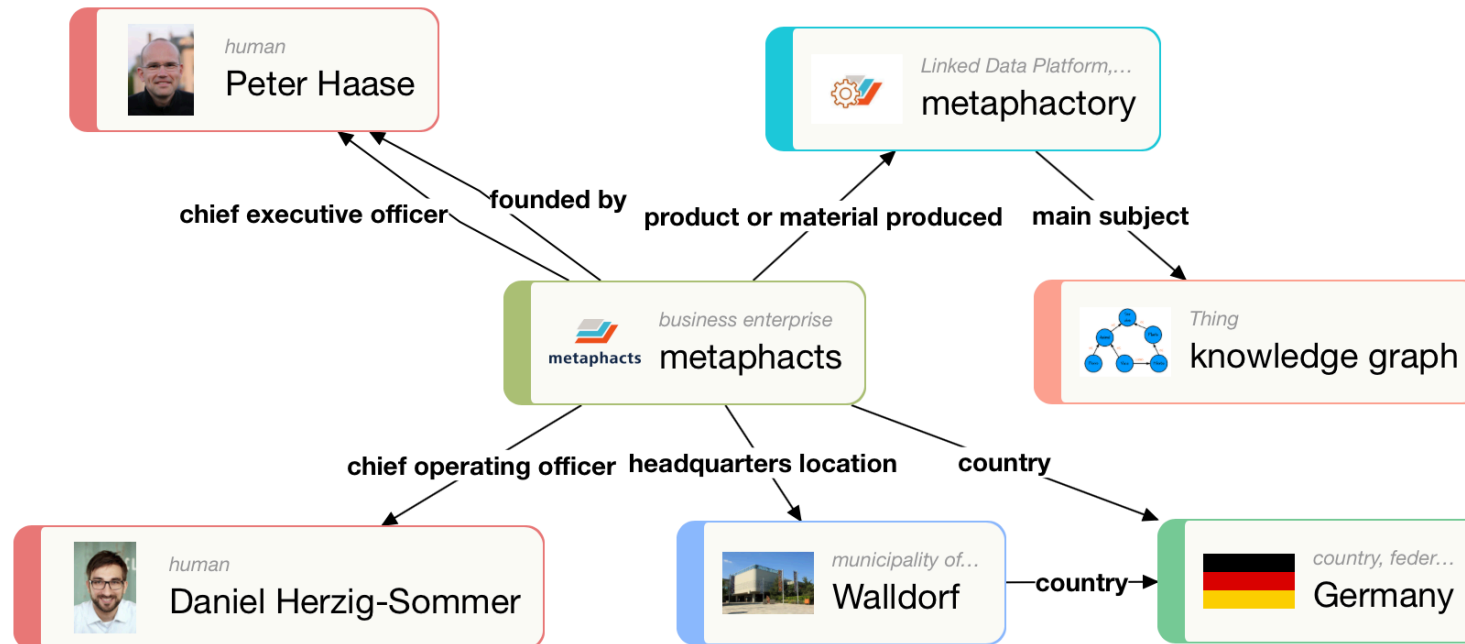 human
Peter Haase
Linked Data Platform,...
metaphactory
chief executive officer
founded by
product or material produced
main subject
metaphacts
business enterprise
metaphacts
Thing
knowledge graph
chief operating officer
headquarters location
country
human
Daniel Herzig-Sommer
municipality of...
Walldorf
country
country, feder...
Germany